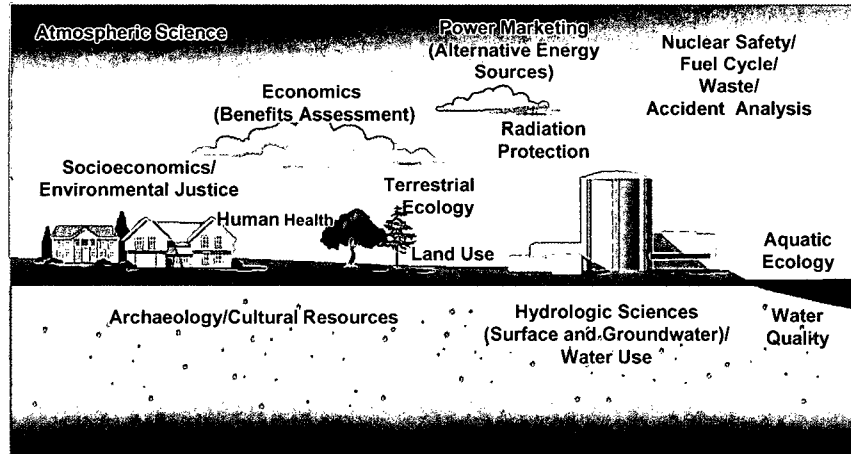 Atmospheric Science
Power Marketing
(Alternative Energy
Sources)
Nuclear Safety/
Fuel Cycle/
Waste/
Accident Analysis
Economics
(Benefits Assessment)
Radiation
Protection
Socioeconomics/
Environmental Justice
Terrestrial
Ecology
Human Health
Land Use
Aquatic
Ecology
Archaeology/Cultural Resources
Hydrologic Sciences
(Surface and Groundwater)/
Water Use
Water
Quality